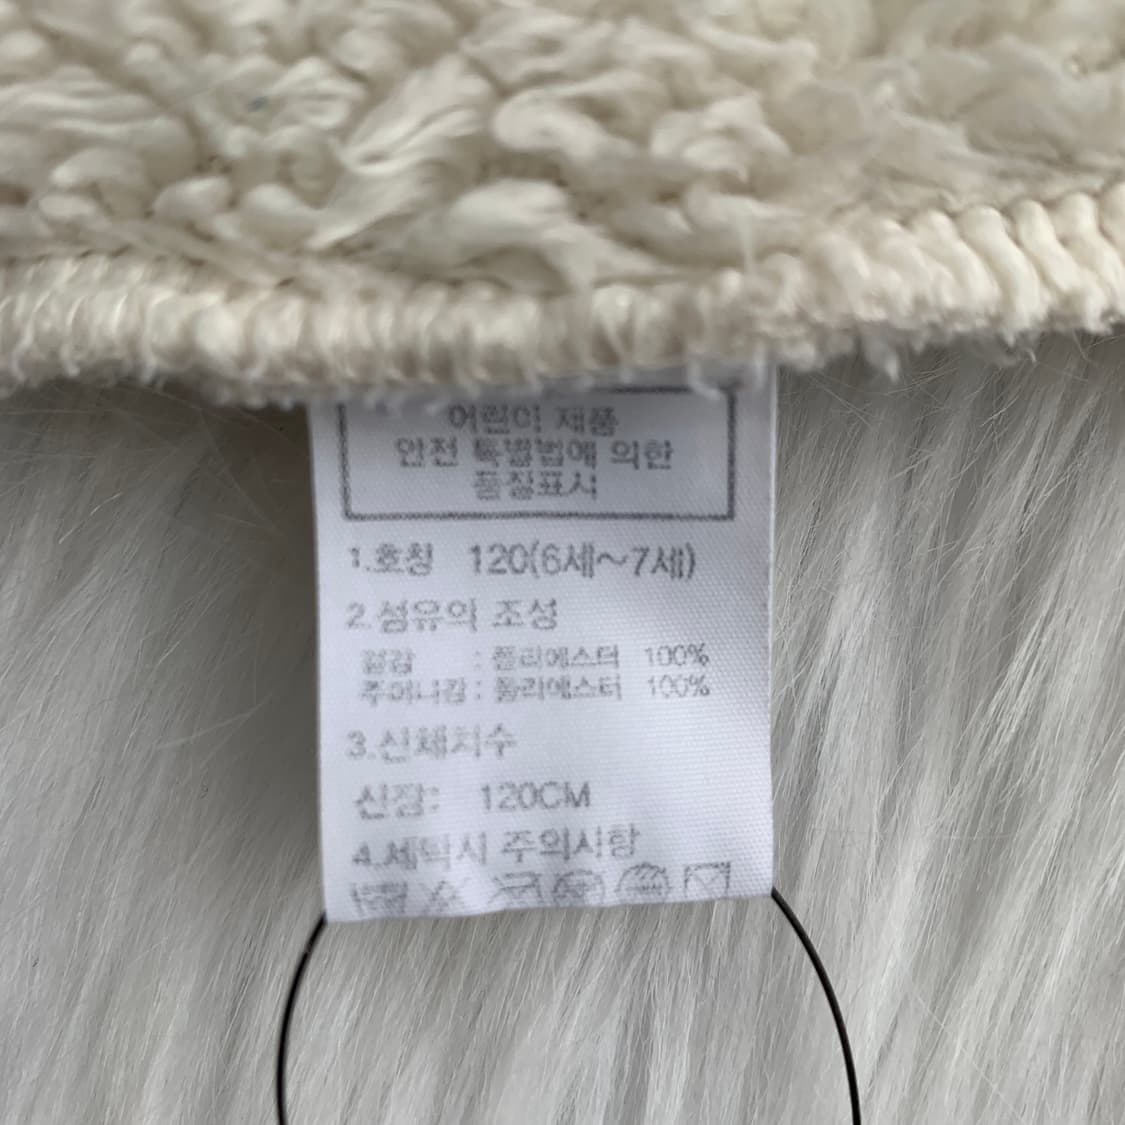 어린이 제품
안전 특별법에 의한
품질표시
1.호칭 120(6세~7세)
2.섬유의 조성
겉감 : 폴리에스터 100%
주머니감 : 폴리에스터 100%
3.신체치수
신장: 120CM
4.세탁시 주의사항